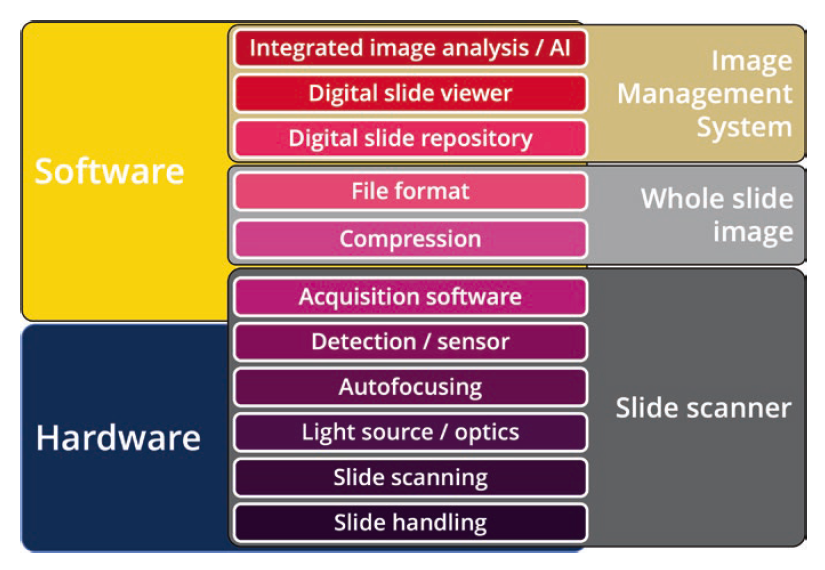 Software
Integrated image analysis / AI
Digital slide viewer
Digital slide repository
Image
Management
System
File format
Compression
Whole slide
image
Hardware
Acquisition software
Detection / sensor
Autofocusing
Light source / optics
Slide scanning
Slide handling
Slide scanner